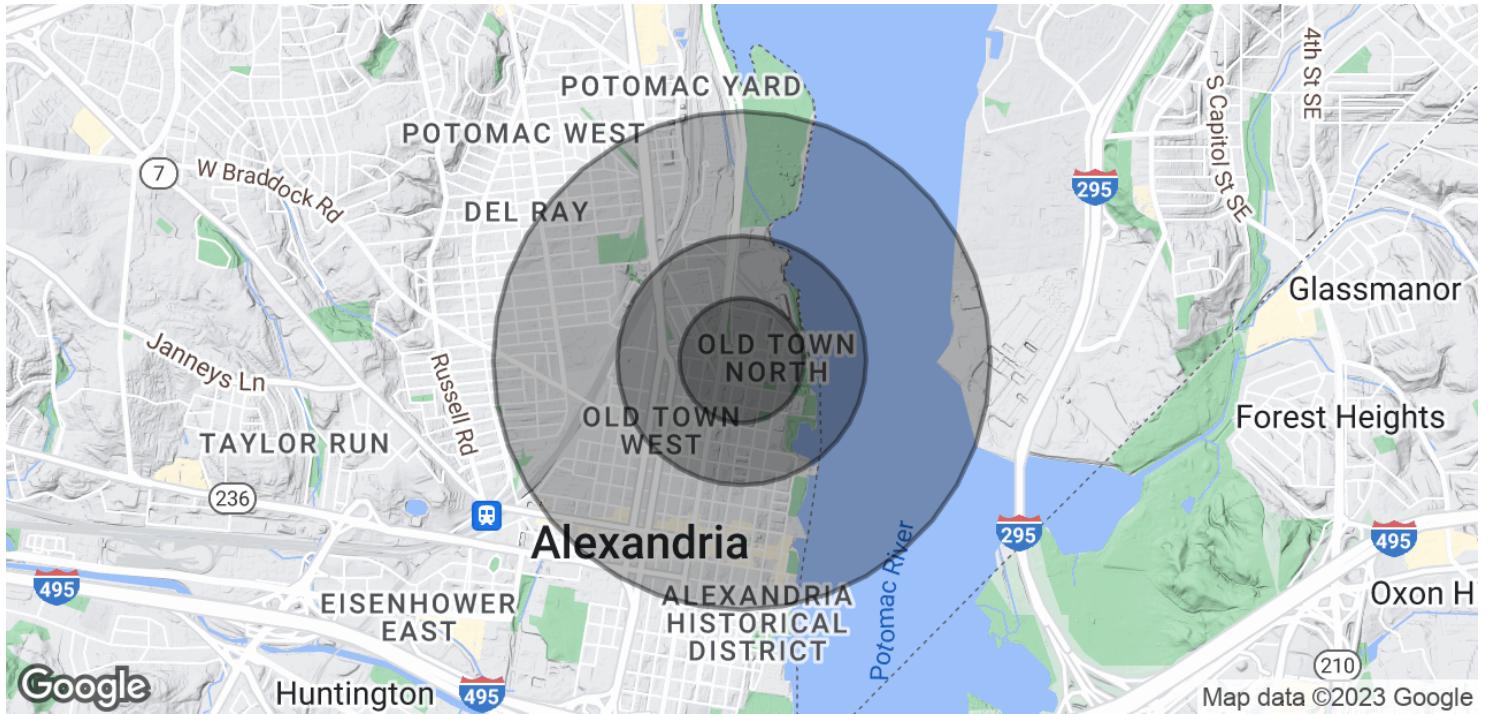 POTOMAC YARD
POTOMAC WEST
7
W Braddock Rd
DEL RAY
295
S Capitol St SE
4th St SE
Glassmanor
Janneys Ln
Russell Rd
OLD TOWN
NORTH
OLD TOWN
WEST
TAYLOR RUN
Forest Heights
236
Alexandria
295
495
495
EISENHOWER
EAST
ALEXANDRIA
HISTORICAL
DISTRICT
Potomac River
Oxon H
210
Google
Huntington
495
Map data ©2023 Google